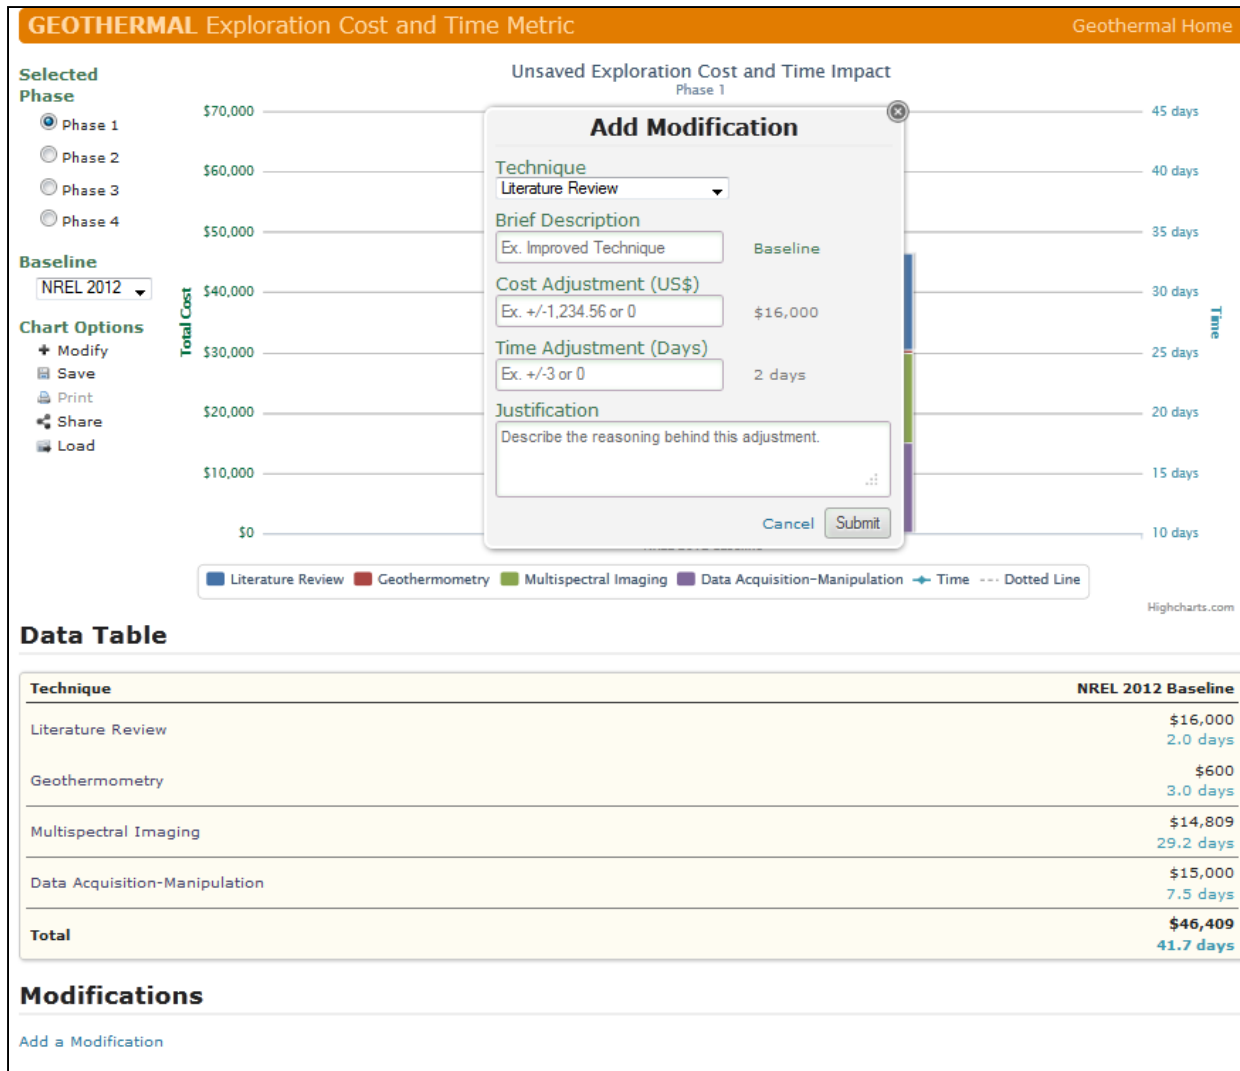 GEOTHERMAL Exploration Cost and Time Metric
Geothermal Home
Selected
Phase
Phase 1
Phase 2
Phase 3
Phase 4
Baseline
NREL 2012
Chart Options
Modify
Save
Print
Share
Load
Unsaved Exploration Cost and Time Impact
Phase 1
Total Cost
$70,000
$60,000
$50,000
$40,000
$30,000
$20,000
$10,000
$0
Add Modification
Technique
Literature Review
Brief Description
Ex. Improved Technique
Baseline
Cost Adjustment (US$)
Ex. +/-1,234.56 or 0
$16,000
Time Adjustment (Days)
Ex. +/-3 or 0
2 days
Justification
Describe the reasoning behind this adjustment.
Cancel
Submit
45 days
40 days
35 days
30 days
25 days
20 days
15 days
10 days
Time
Literature Review Geothermometry Multispectral Imaging Data Acquisition-Manipulation Time Dotted Line
Highcharts.com
Data Table
Technique NREL 2012 Baseline
Literature Review $16,000
2.0 days
Geothermometry $600
3.0 days
Multispectral Imaging $14,809
29.2 days
Data Acquisition-Manipulation $15,000
7.5 days
Total $46,409
41.7 days
Modifications
Add a Modification